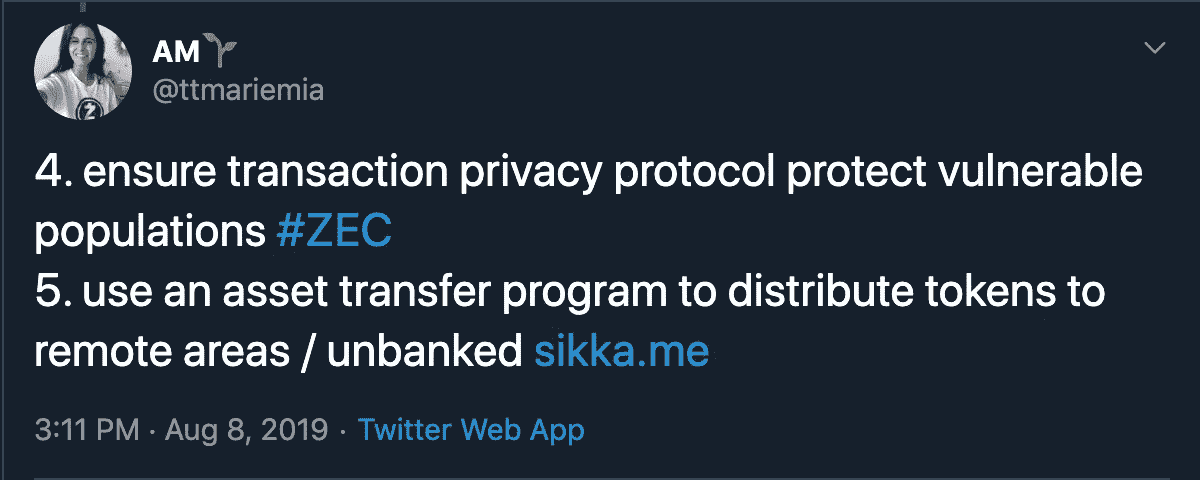 AM
@ttmariemia
4. ensure transaction privacy protocol protect vulnerable
populations #ZEC
5. use an asset transfer program to distribute tokens to
remote areas / unbanked sikka.me
3:11 PM · Aug 8, 2019 · Twitter Web App